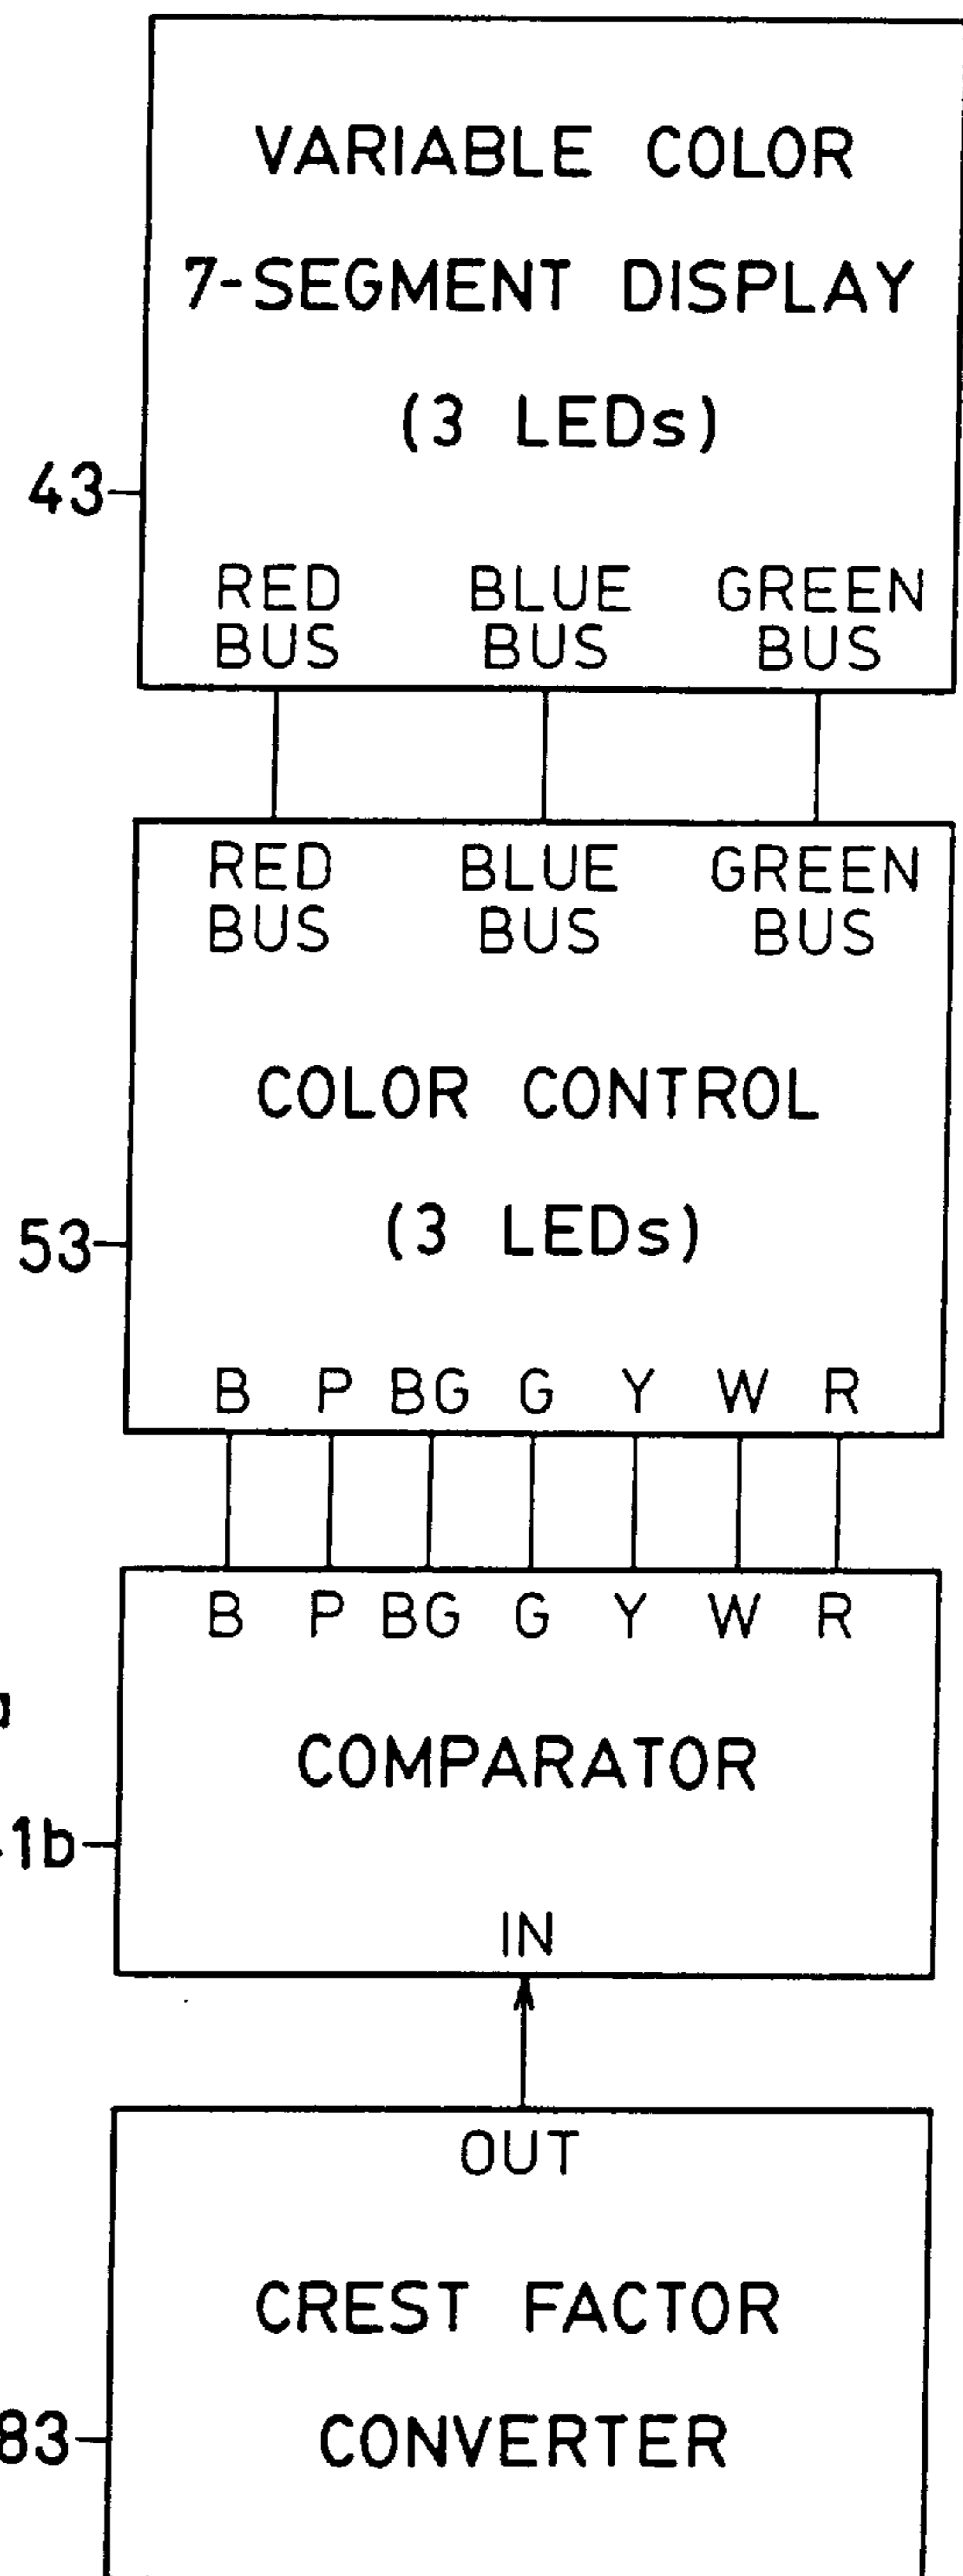 VARIABLE COLOR
7-SEGMENT DISPLAY
(3 LEDs)
43
RED BLUE GREEN
BUS BUS BUS
RED BLUE GREEN
BUS BUS BUS
COLOR CONTROL
(3 LEDs)
53
B P BG G Y W R
B P BG G Y W R
COMPARATOR
1b
IN
OUT
CREST FACTOR
CONVERTER
83